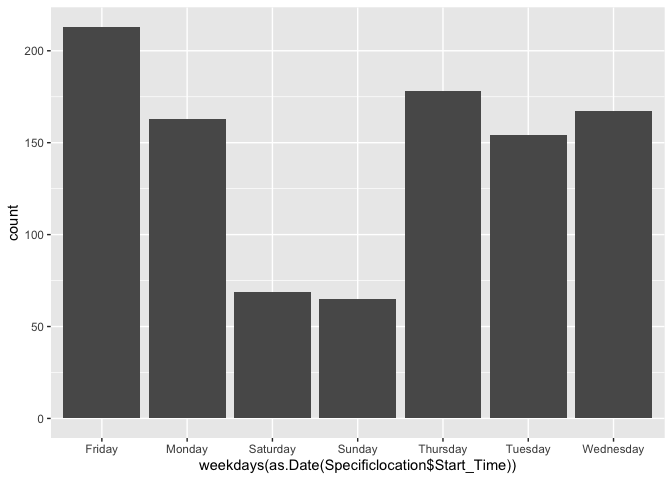 200
150
100
50
0
count
Friday Monday Saturday Sunday Thursday Tuesday Wednesday
weekdays(as.Date(Specificlocation$Start_Time))